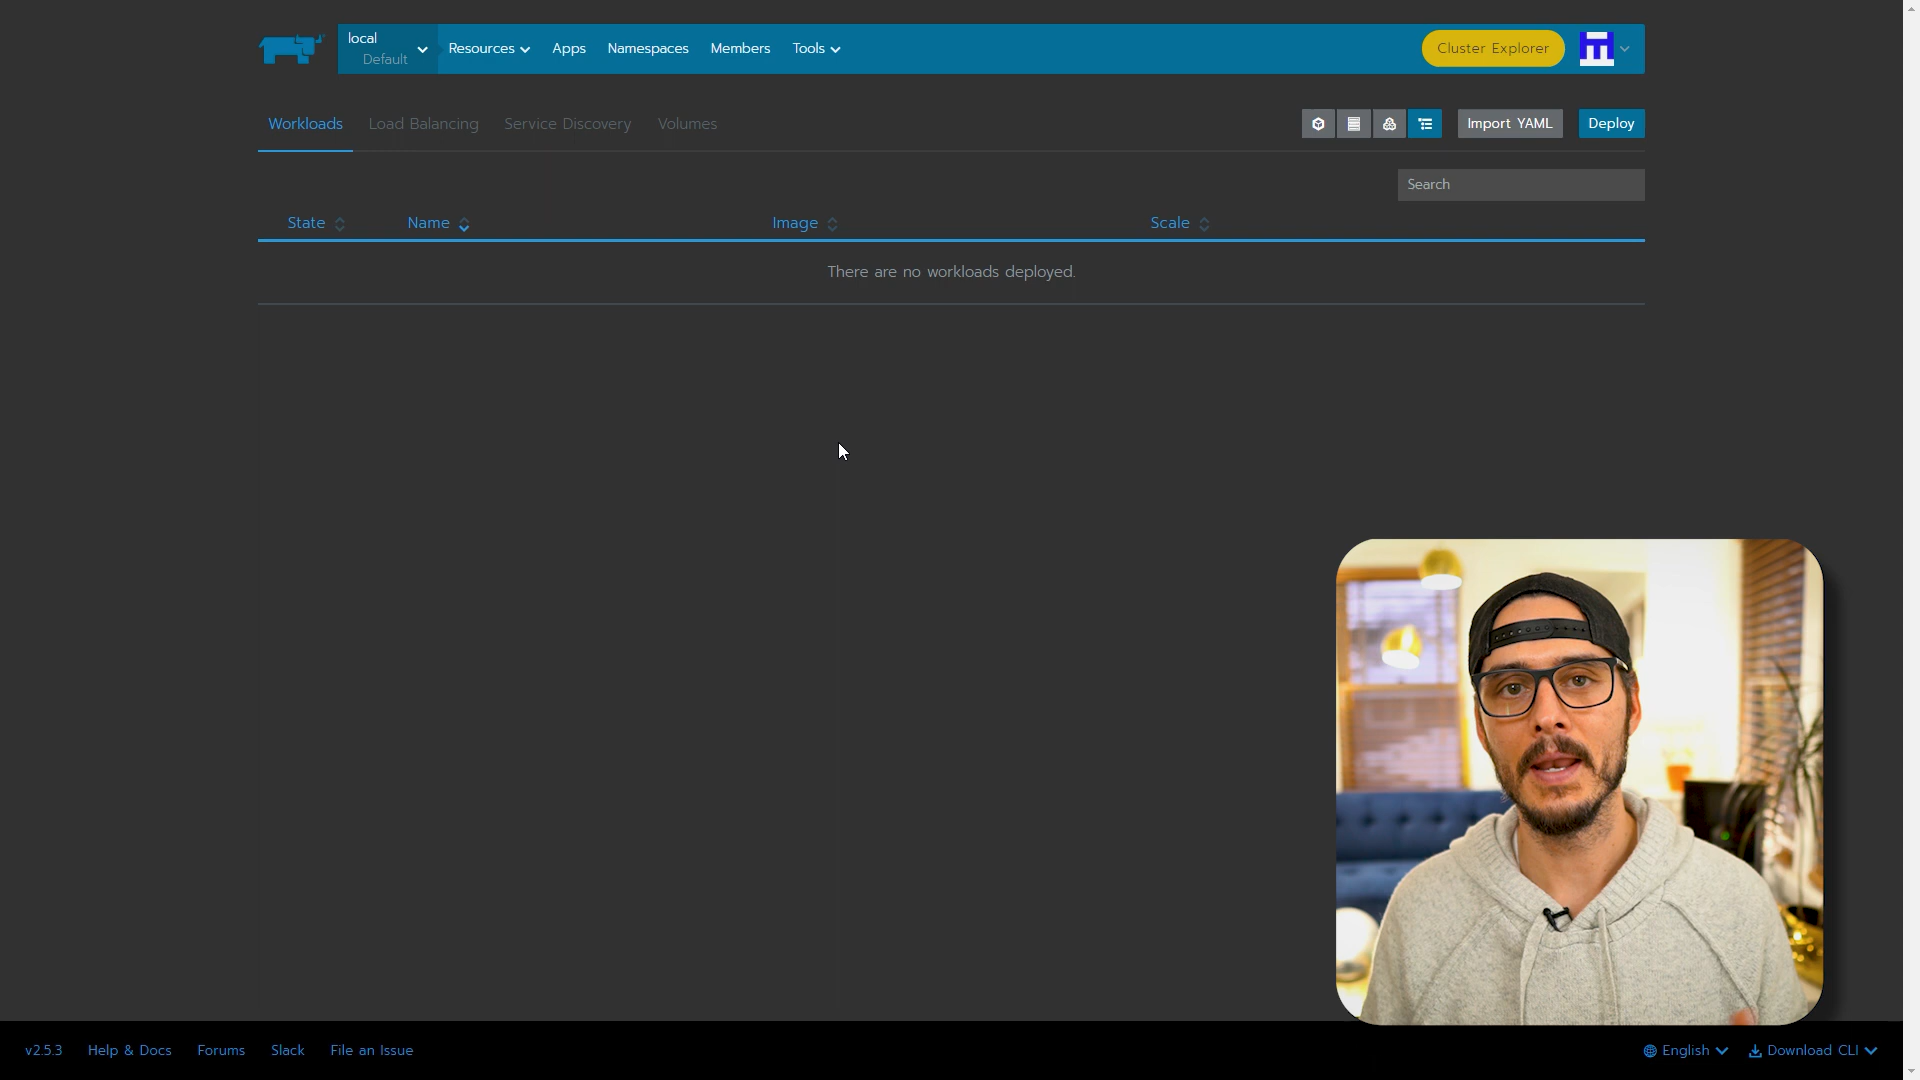 local
Default
Resources
Apps
Namespaces
Members
Tools
Cluster Explorer
Workloads
Load Balancing
Service Discovery
Volumes
Import YAML
Deploy
Search
State
Name
Image
Scale
There are no workloads deployed.
v2.5.3
Help & Docs
Forums
Slack
File an Issue
English
Download CLI